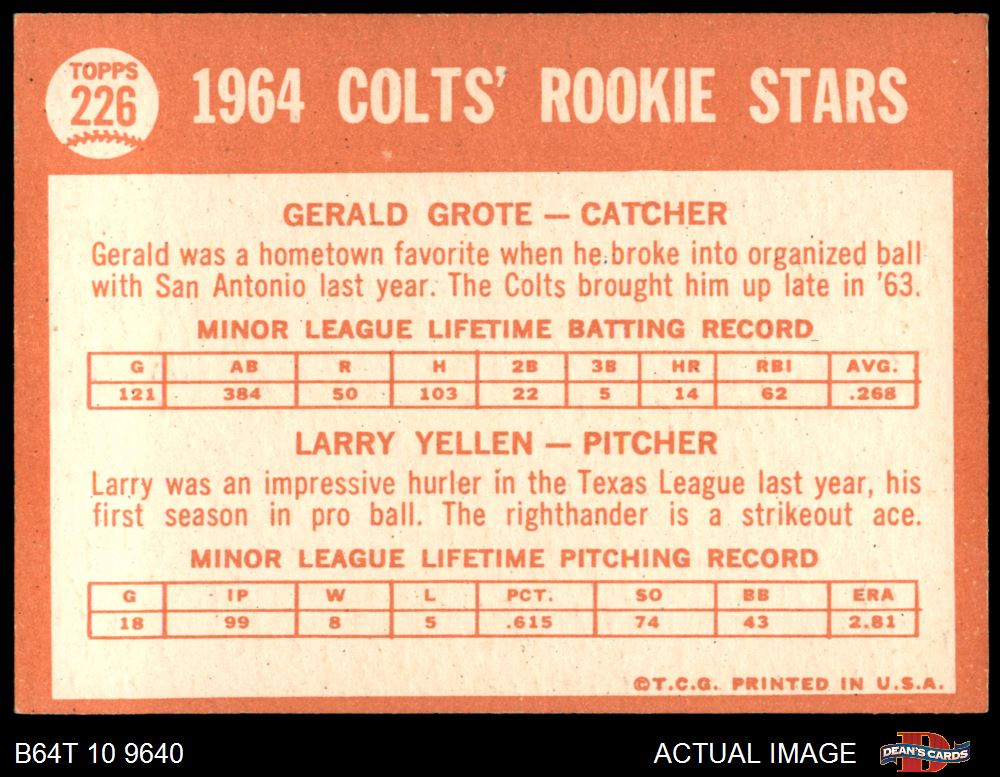 TOPPS
226
1964 COLTS' ROOKIE STARS
GERALD GROTE — CATCHER
Gerald was a hometown favorite when he broke into organized ball
with San Antonio last year. The Colts brought him up late in '63.
MINOR LEAGUE LIFETIME BATTING RECORD
G AB R H 2B 3B HR RBI AVG.
121 384 50 103 22 5 14 62 .268
LARRY YELLEN — PITCHER
Larry was an impressive hurler in the Texas League last year, his
first season in pro ball. The righthander is a strikeout ace.
MINOR LEAGUE LIFETIME PITCHING RECORD
G IP W L PCT. SO BB ERA
18 99 8 5 .615 74 43 2.81
©T.C.G. PRINTED IN U.S.A.
B64T 10 9640
ACTUAL IMAGE
DEAN'S CARDS